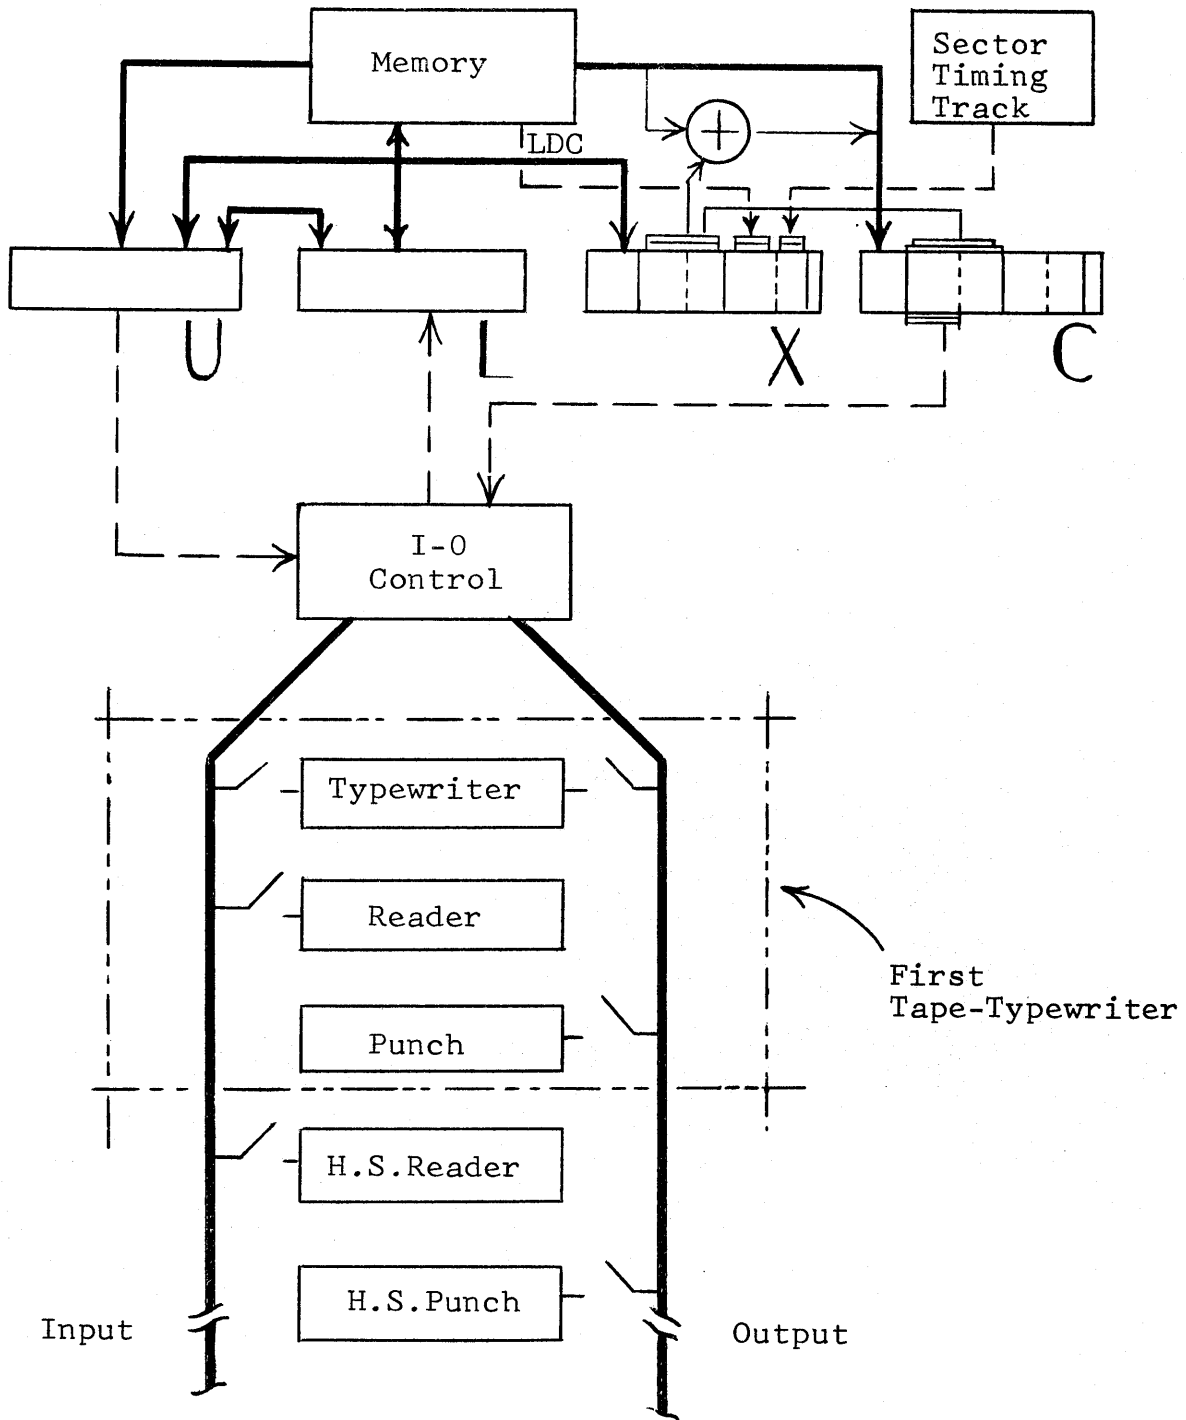 Memory
Sector
Timing
Track
LDC
U
L
X
C
I-O
Control
Typewriter
Reader
First
Tape-Typewriter
Punch
H.S.Reader
H.S.Punch
Input
Output